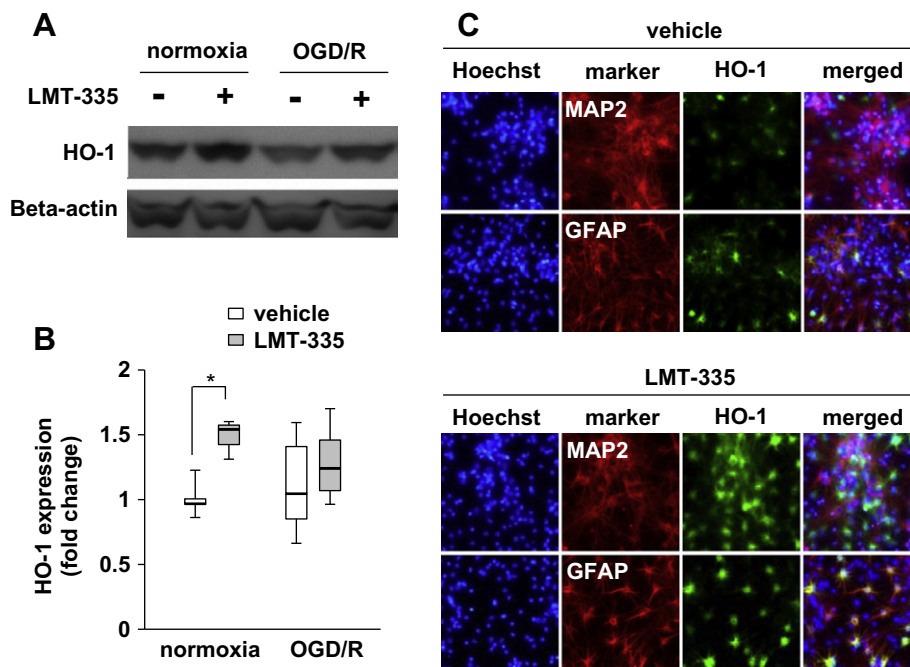 A
normoxia OGD/R
LMT-335 - + - +
HO-1
Beta-actin
B
vehicle
LMT-335
*
2
1.5
1
0.5
0
HO-1 expression
(fold change)
normoxia OGD/R
C
vehicle
Hoechst marker HO-1 merged
MAP2
GFAP
LMT-335
Hoechst marker HO-1 merged
MAP2
GFAP